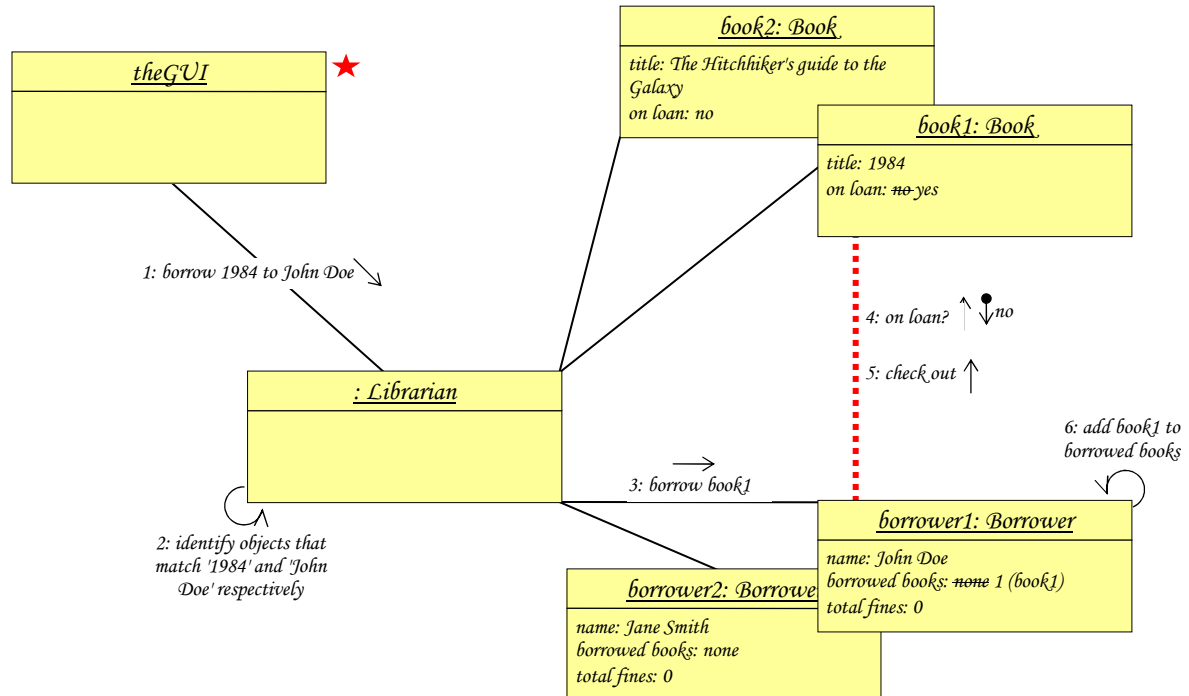 book2: Book
title: The Hitchhiker's guide to the
Galaxy
on loan: no
theGUI
book1: Book
title: 1984
on loan: no yes
1: borrow 1984 to John Doe
4: on loan?
no
5: check out
: Librarian
6: add book1 to
borrowed books
3: borrow book1
2: identify objects that
match '1984' and 'John
Doe' respectively
borrower1: Borrower
name: John Doe
borrowed books: none 1 (book1)
total fines: 0
borrower2: Borrowe
name: Jane Smith
borrowed books: none
total fines: 0